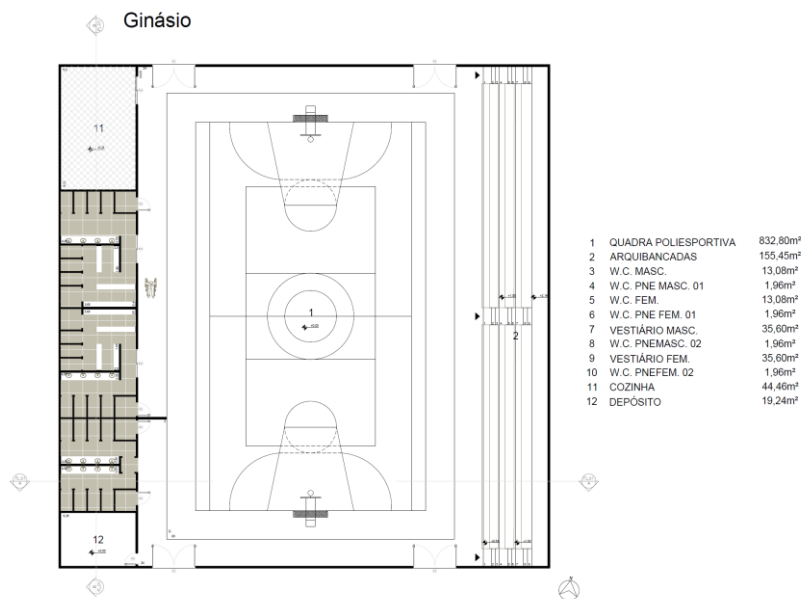 Ginásio
11
1
2
12
1 QUADRA POLIESPORTIVA 832,80m²
2 ARQUIBANCADAS 155,45m²
3 W.C. MASC. 13,08m²
4 W.C. PNE MASC. 01 1,96m²
5 W.C. FEM. 13,08m²
6 W.C. PNE FEM. 01 1,96m²
7 VESTIÁRIO MASC. 35,60m²
8 W.C. PNEMASC. 02 1,96m²
9 VESTIÁRIO FEM. 35,60m²
10 W.C. PNEFEM. 02 1,96m²
11 COZINHA 44,46m²
12 DEPÓSITO 19,24m²